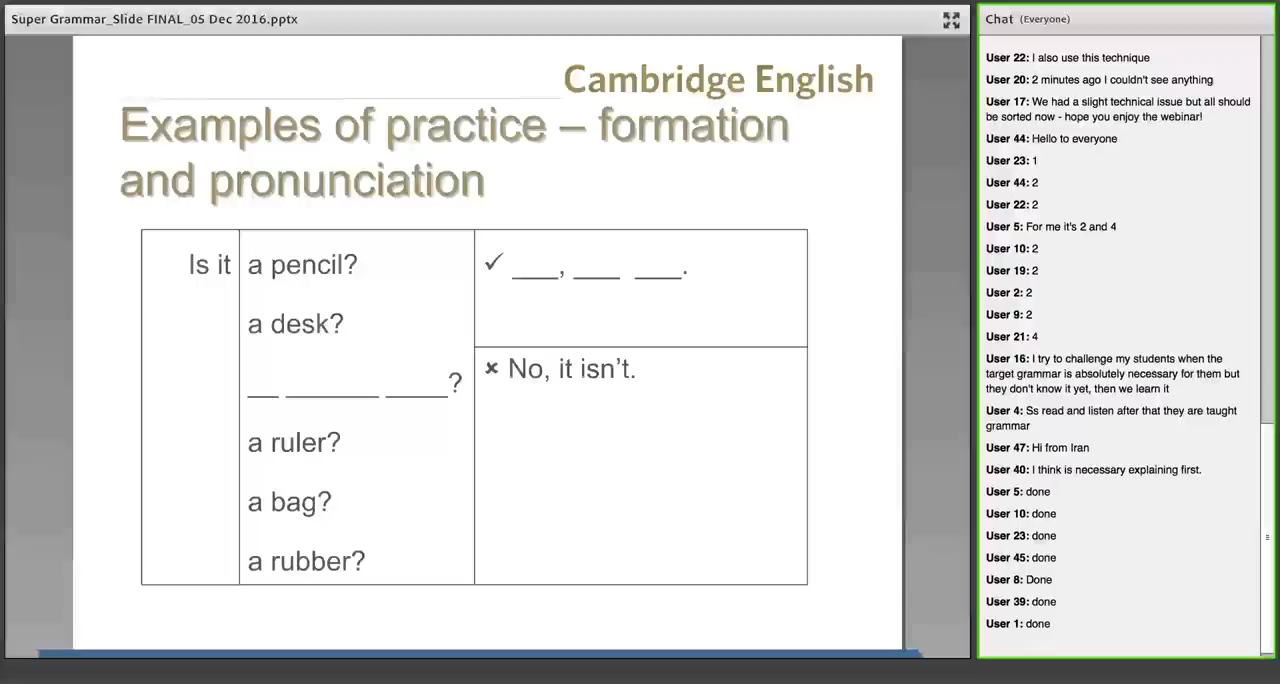 Super Grammar_Slide FINAL_05 Dec 2016.pptx
Cambridge English
Examples of practice – formation
and pronunciation
Is it
a pencil?
a desk?
__ ______ ____?
a ruler?
a bag?
a rubber?
✓ ___, ___ ___.
× No, it isn't.
Chat (Everyone)
User 22: I also use this technique
User 20: 2 minutes ago I couldn't see anything
User 17: We had a slight technical issue but all should
be sorted now - hope you enjoy the webinar!
User 44: Hello to everyone
User 23: 1
User 44: 2
User 22: 2
User 5: For me it's 2 and 4
User 10: 2
User 19: 2
User 2: 2
User 9: 2
User 21: 4
User 16: I try to challenge my students when the
target grammar is absolutely necessary for them but
they don't know it yet, then we learn it
User 4: Ss read and listen after that they are taught
grammar
User 47: Hi from Iran
User 40: I think is necessary explaining first.
User 5: done
User 10: done
User 23: done
User 45: done
User 8: Done
User 39: done
User 1: done